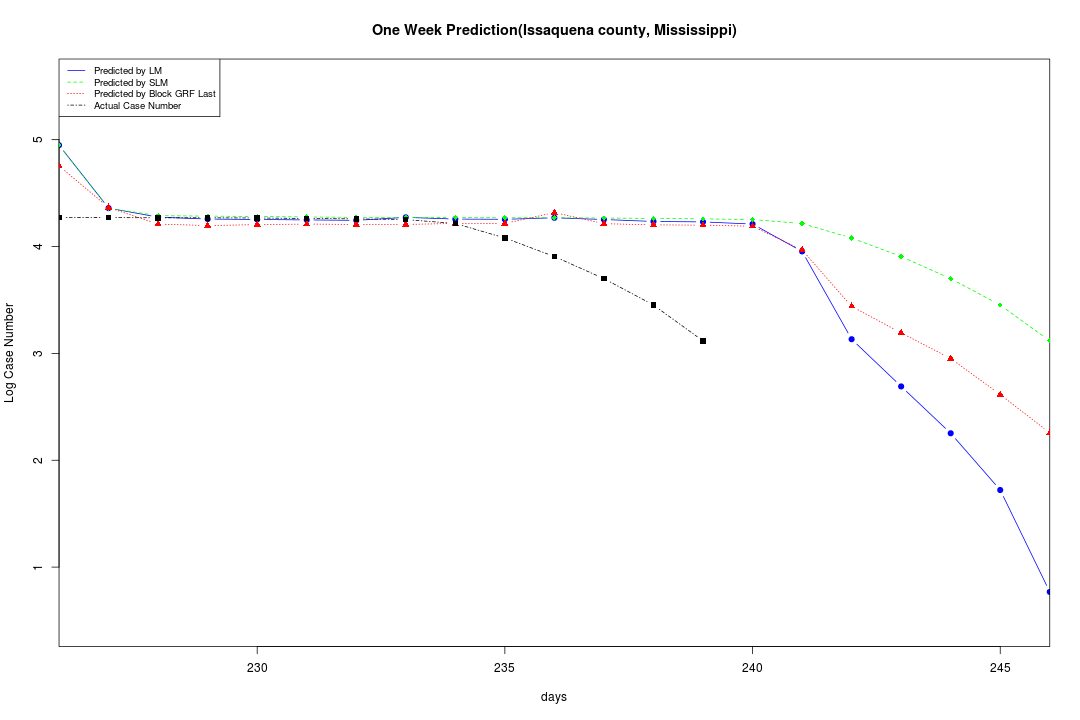 One Week Prediction(Issaquena county, Mississippi)
Predicted by LM
Predicted by SLM
Predicted by Block GRF Last
Actual Case Number
5
4
3
2
1
Log Case Number
230 235 240 245
days